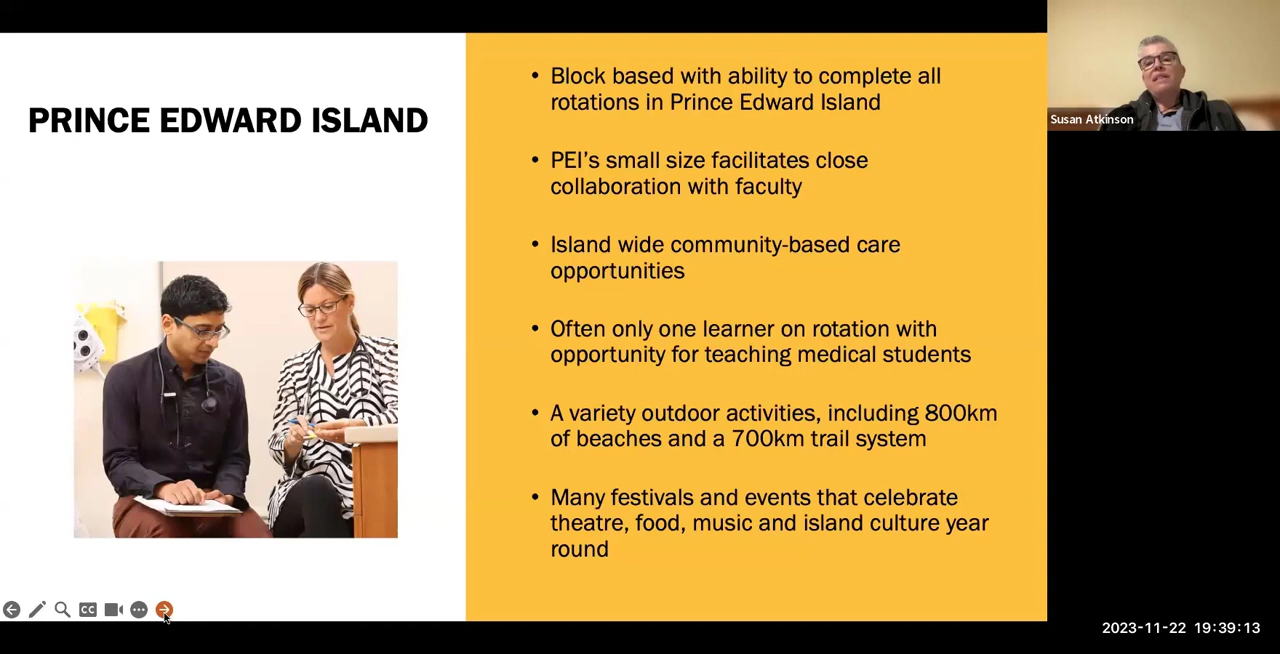 PRINCE EDWARD ISLAND
• Block based with ability to complete all
rotations in Prince Edward Island
• PEI's small size facilitates close
collaboration with faculty
• Island wide community-based care
opportunities
• Often only one learner on rotation with
opportunity for teaching medical students
• A variety outdoor activities, including 800km
of beaches and a 700km trail system
• Many festivals and events that celebrate
theatre, food, music and island culture year
round
Susan Atkinson
CC
2023-11-22 19:39:13